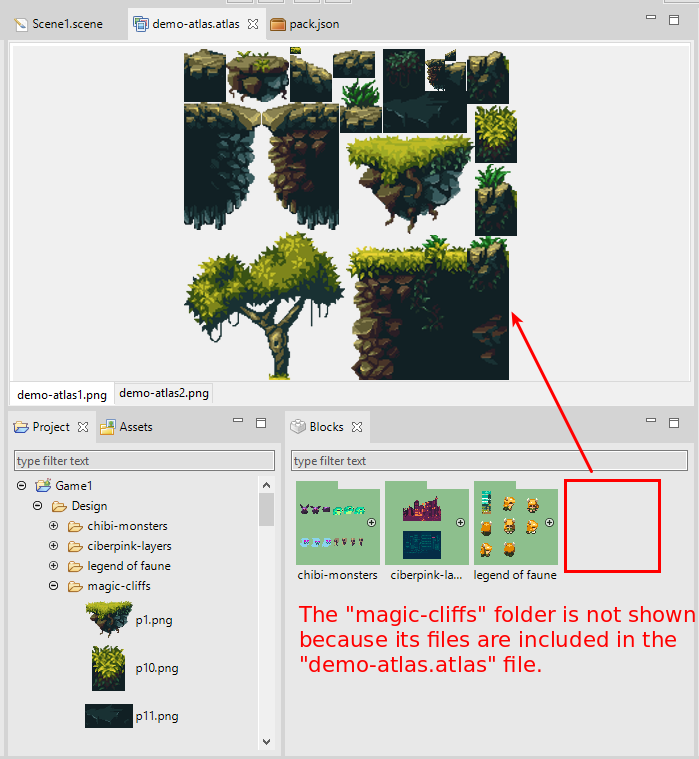 Scene1.scene
demo-atlas.atlas
pack.json
demo-atlas1.png
demo-atlas2.png
Project
Assets
type filter text
Game1
Design
chibi-monsters
ciberpink-layers
legend of faune
magic-cliffs
p1.png
p10.png
p11.png
Blocks
type filter text
chibi-monsters
ciberpink-la...
legend of faune
The "magic-cliffs" folder is not shown
because its files are included in the
"demo-atlas.atlas" file.